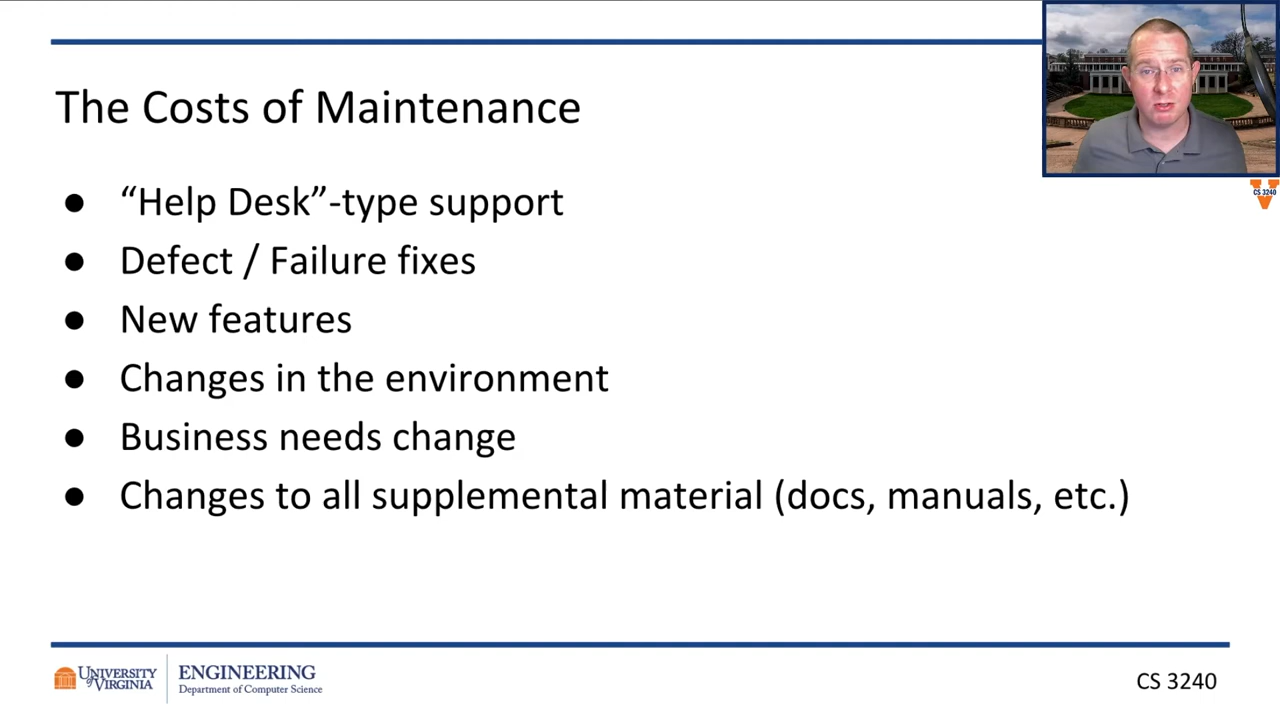 The Costs of Maintenance
CS 3240
● “Help Desk”-type support
● Defect / Failure fixes
● New features
● Changes in the environment
● Business needs change
● Changes to all supplemental material (docs, manuals, etc.)
UNIVERSITY of VIRGINIA
ENGINEERING
Department of Computer Science
CS 3240